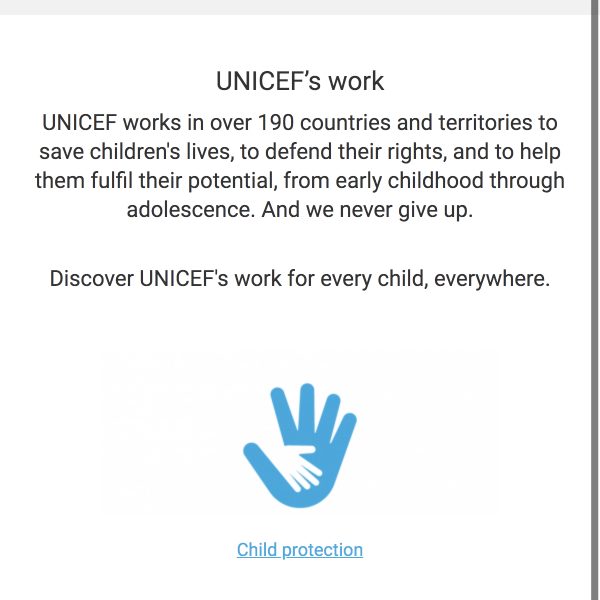 UNICEF’s work
UNICEF works in over 190 countries and territories to
save children's lives, to defend their rights, and to help
them fulfil their potential, from early childhood through
adolescence. And we never give up.
Discover UNICEF's work for every child, everywhere.
Child protection